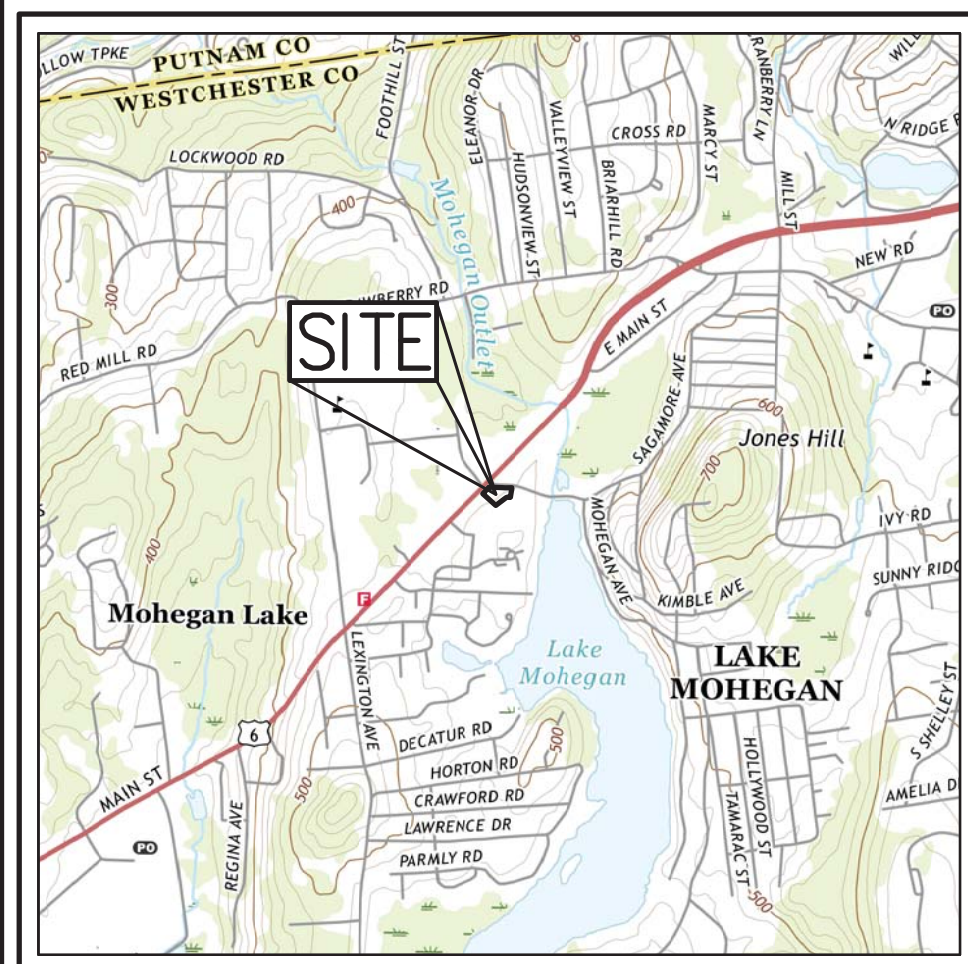 OLLOW TPKE
PUTNAM CO
WESTCHESTER CO
FOOTHILL ST
ELEANOR DR
HUDSONVIEW ST
VALLEYVIEW ST
BRIARHILL RD
CROSS RD
MARCY ST
RANBERRY LN
MILL ST
N RIDGE
LOCKWOOD RD
400
300
Mohegan Outlet
NEW RD
WBERRY RD
PO
RED MILL RD
SITE
E MAIN ST
SAGAMORE AVE
600
700
Jones Hill
IVY RD
SUNNY RIDG
400
MOHEGAN AVE
KIMBLE AVE
F
Mohegan Lake
LEXINGTON AVE
Lake
Mohegan
LAKE
MOHEGAN
6
DECATUR RD
500
HORTON RD
CRAWFORD RD
LAWRENCE DR
PARMLY RD
500
MAIN ST
PO
REGINA AVE
HOLLYWOOD ST
TAMARAC ST
500
S SHELLEY ST
AMELIA D